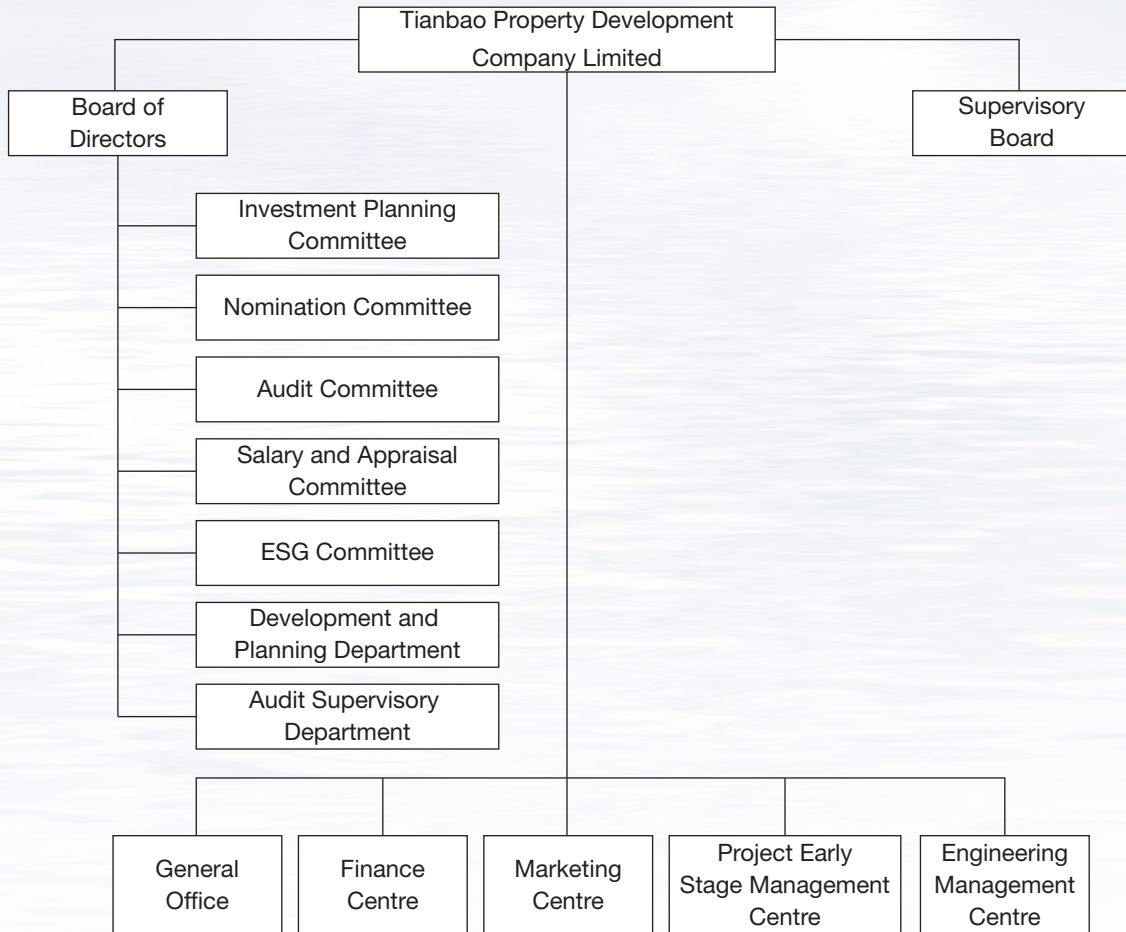 Tianbao Property Development
Company Limited
Board of
Directors
Supervisory
Board
Investment Planning
Committee
Nomination Committee
Audit Committee
Salary and Appraisal
Committee
ESG Committee
Development and
Planning Department
Audit Supervisory
Department
General
Office
Finance
Centre
Marketing
Centre
Project Early
Stage Management
Centre
Engineering
Management
Centre